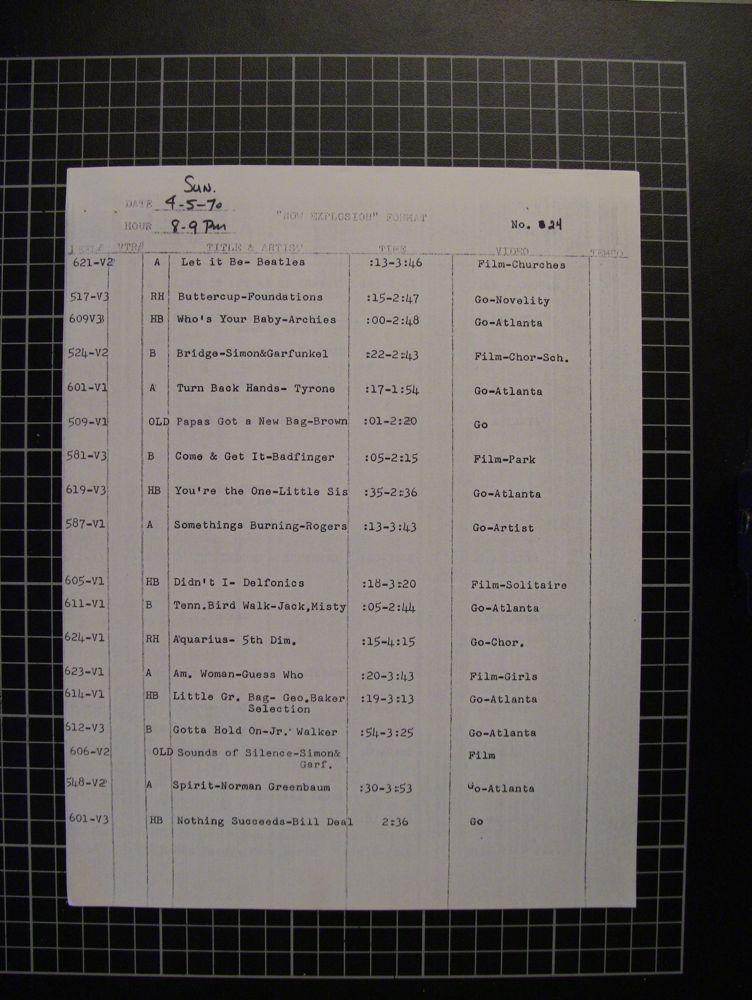 Sun.
DATE 4-5-70
"NOW EXPLOSION" FORMAT
HOUR 8-9 Pm
No. 24
REEL# VTR# TITLE & ARTIST TIME VIDEO TEMPO
621-V2 A Let it Be- Beatles :13-3:46 Film-Churches
517-V3 RH Buttercup-Foundations :15-2:47 Go-Novelity
609V3 HB Who's Your Baby-Archies :00-2:48 Go-Atlanta
524-V2 B Bridge-Simon&Garfunkel :22-2:43 Film-Chor-Sch.
601-V1 A Turn Back Hands- Tyrone :17-1:54 Go-Atlanta
509-V1 OLD Papas Got a New Bag-Brown :01-2:20 Go
581-V3 B Come & Get It-Badfinger :05-2:15 Film-Park
619-V3 HB You're the One-Little Sis :35-2:36 Go-Atlanta
587-V1 A Somethings Burning-Rogers :13-3:43 Go-Artist
605-V1 HB Didn't I- Delfonics :18-3:20 Film-Solitaire
611-V1 B Tenn.Bird Walk-Jack,Misty :05-2:44 Go-Atlanta
624-V1 RH Aquarius- 5th Dim. :15-4:15 Go-Chor.
623-V1 A Am. Woman-Guess Who :20-3:43 Film-Girls
614-V1 HB Little Gr. Bag- Geo.Baker :19-3:13 Go-Atlanta
Selection
612-V3 B Gotta Hold On-Jr. Walker :54-3:25 Go-Atlanta
606-V2 OLD Sounds of Silence-Simon& Film
Garf.
548-V2 A Spirit-Norman Greenbaum :30-3:53 Go-Atlanta
601-V3 HB Nothing Succeeds-Bill Deal 2:36 Go